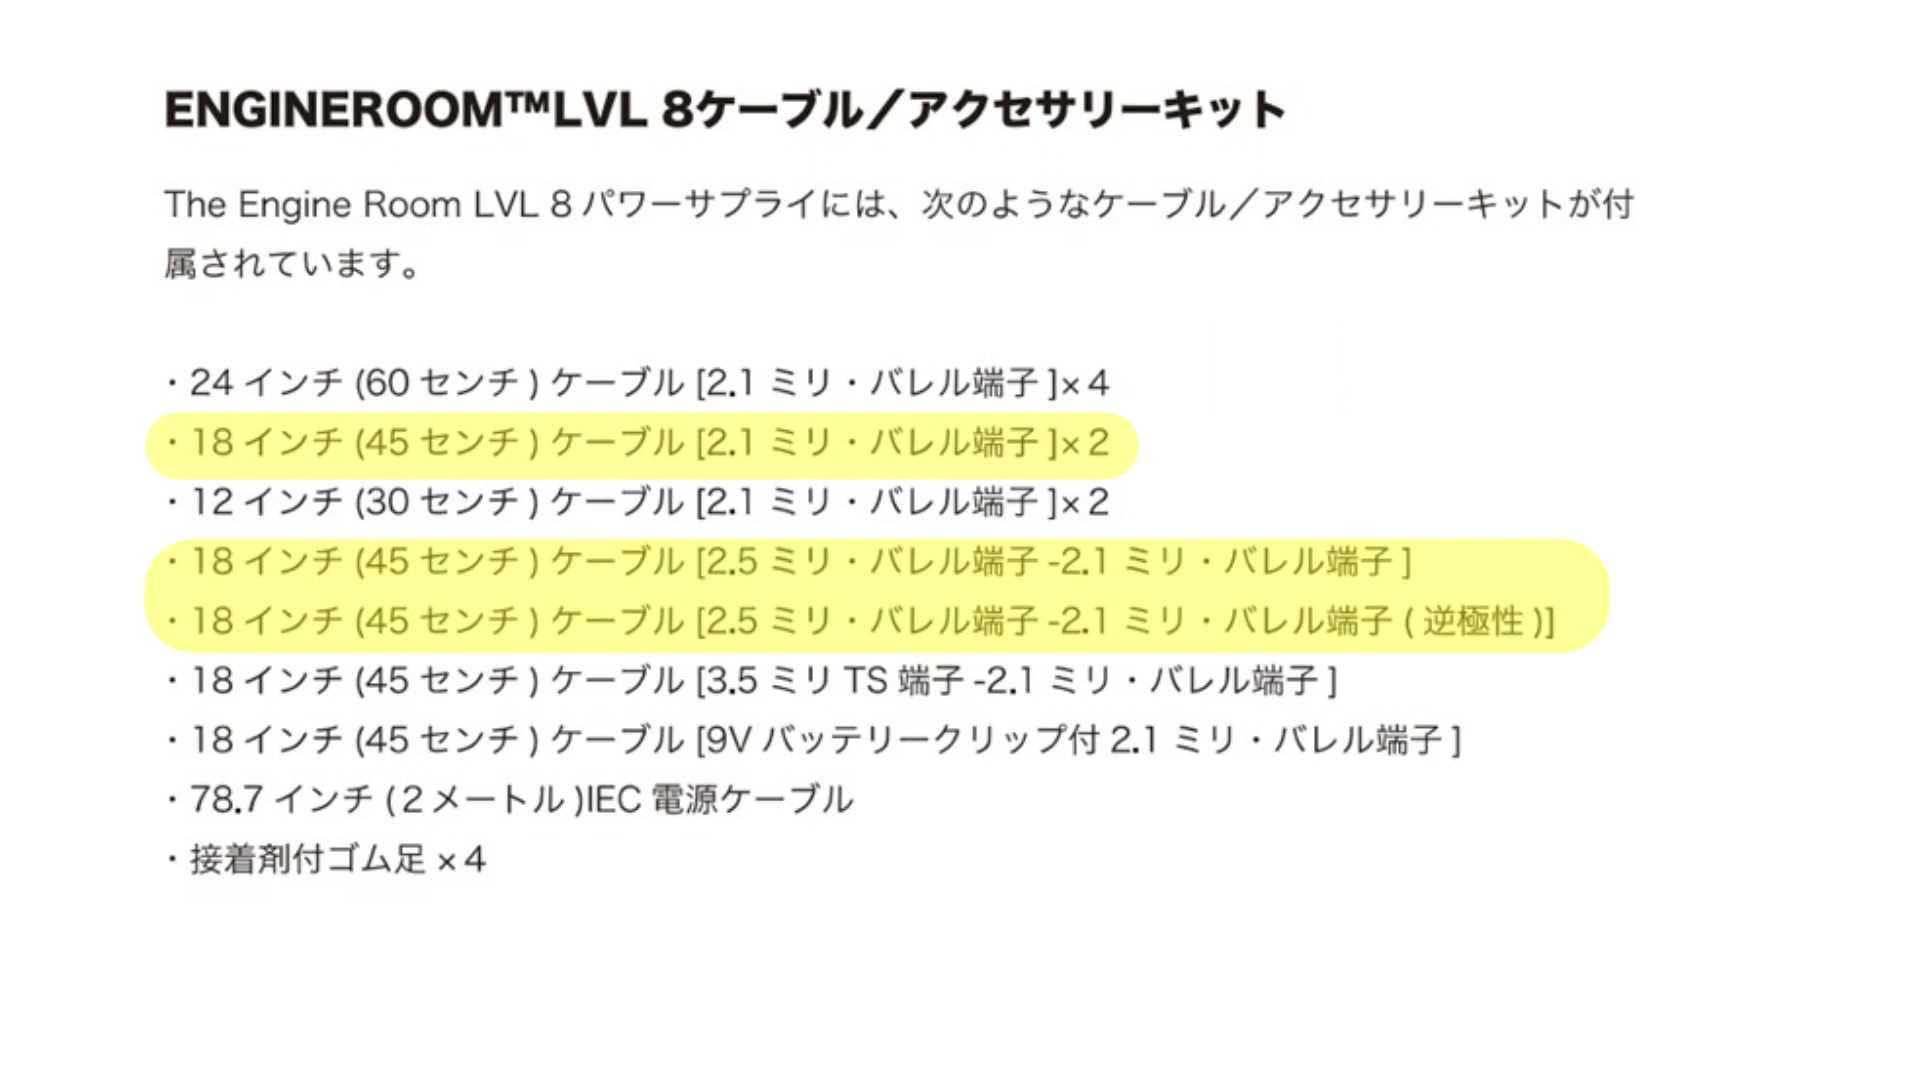 ENGINEROOM™LVL 8ケーブル／アクセサリーキット
The Engine Room LVL 8 パワーサプライには、次のようなケーブル／アクセサリーキットが付
属されています。
・24 インチ (60 センチ ) ケーブル [2.1 ミリ・バレル端子 ]× 4
・18 インチ (45 センチ ) ケーブル [2.1 ミリ・バレル端子 ]× 2
・12 インチ (30 センチ ) ケーブル [2.1 ミリ・バレル端子 ]× 2
・18 インチ (45 センチ ) ケーブル [2.5 ミリ・バレル端子 -2.1 ミリ・バレル端子 ]
・18 インチ (45 センチ ) ケーブル [2.5 ミリ・バレル端子 -2.1 ミリ・バレル端子 ( 逆極性 )]
・18 インチ (45 センチ ) ケーブル [3.5 ミリ TS 端子 -2.1 ミリ・バレル端子 ]
・18 インチ (45 センチ ) ケーブル [9V バッテリークリップ付 2.1 ミリ・バレル端子 ]
・78.7 インチ ( 2 メートル )IEC 電源ケーブル
・接着剤付ゴム足 × 4